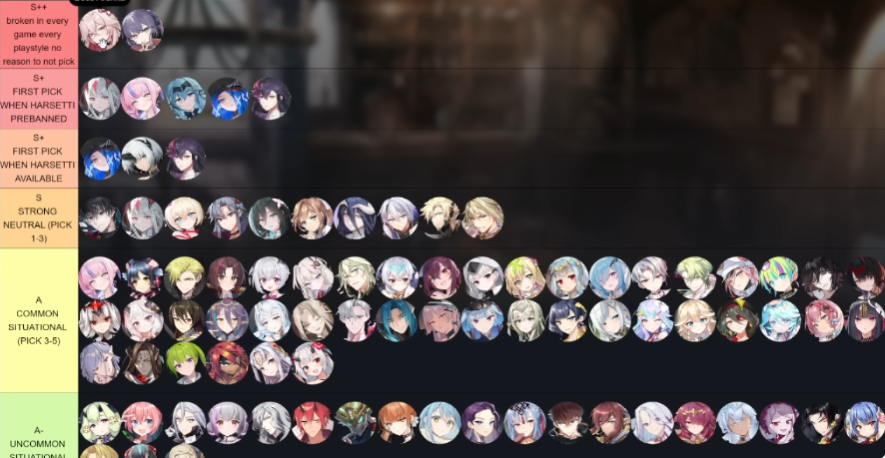 S++
broken in every
game every
playstyle no
reason to not pick
S+
FIRST PICK
WHEN HARSETTI
PREBANNED
S+
FIRST PICK
WHEN HARSETTI
AVAILABLE
S
STRONG
NEUTRAL (PICK
1-3)
A
COMMON
SITUATIONAL
(PICK 3-5)
A-
UNCOMMON
SITUATIONAL